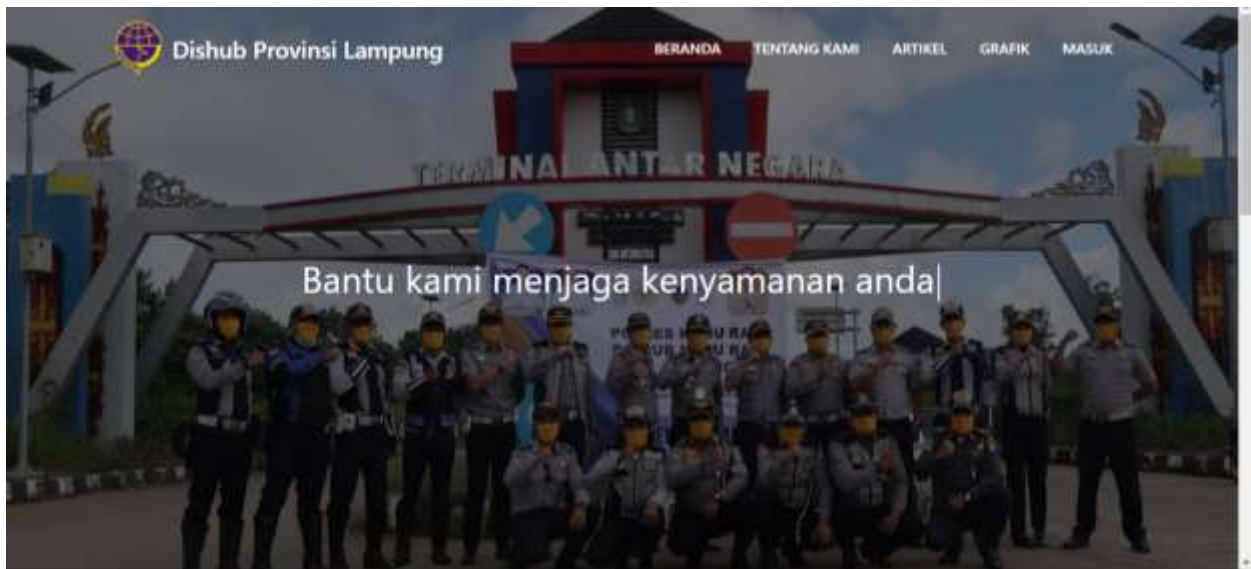 Dishub Provinsi Lampung
BERANDA
TENTANG KAMI
ARTIKEL
GRAFIK
MASUK
TERMINAL ANTAR NEGARA
Bantu kami menjaga kenyamanan anda